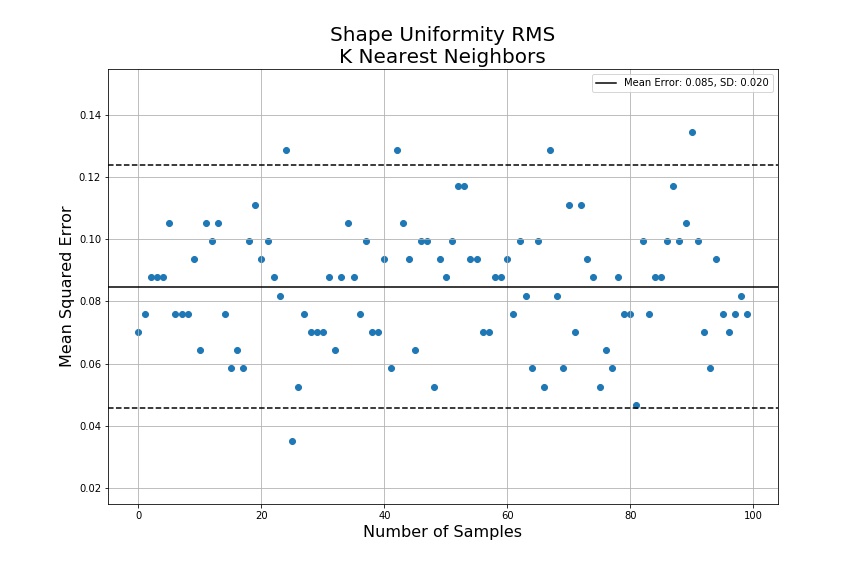 Shape Uniformity RMS
K Nearest Neighbors
Mean Error: 0.085, SD: 0.020
Mean Squared Error
0.14
0.12
0.10
0.08
0.06
0.04
0.02
0 20 40 60 80 100
Number of Samples